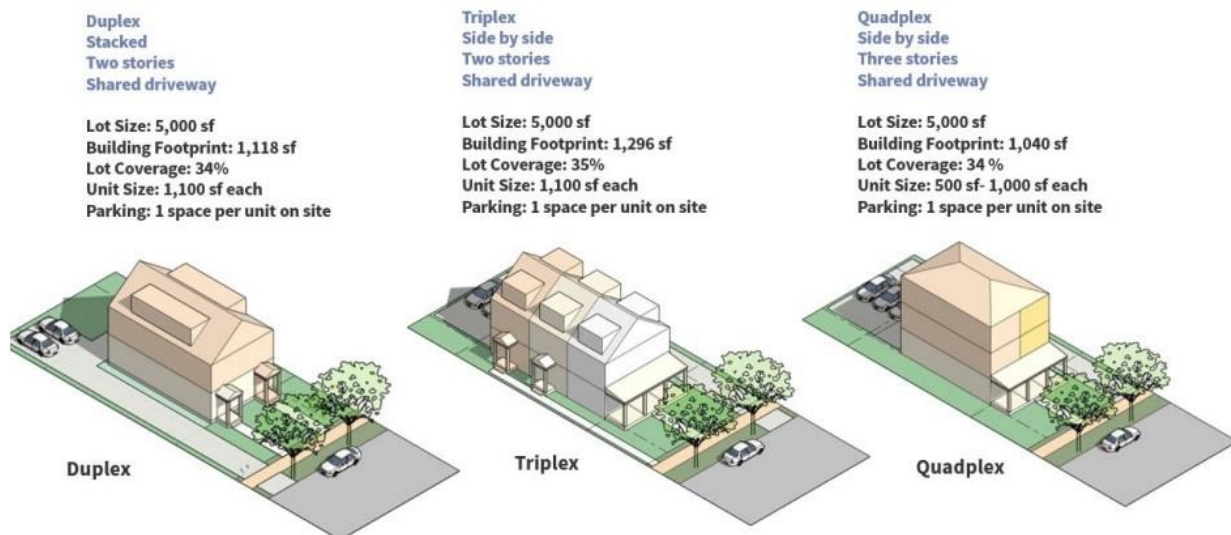 Duplex
Stacked
Two stories
Shared driveway
Lot Size: 5,000 sf
Building Footprint: 1,118 sf
Lot Coverage: 34%
Unit Size: 1,100 sf each
Parking: 1 space per unit on site
Triplex
Side by side
Two stories
Shared driveway
Lot Size: 5,000 sf
Building Footprint: 1,296 sf
Lot Coverage: 35%
Unit Size: 1,100 sf each
Parking: 1 space per unit on site
Quadplex
Side by side
Three stories
Shared driveway
Lot Size: 5,000 sf
Building Footprint: 1,040 sf
Lot Coverage: 34 %
Unit Size: 500 sf- 1,000 sf each
Parking: 1 space per unit on site
Duplex
Triplex
Quadplex